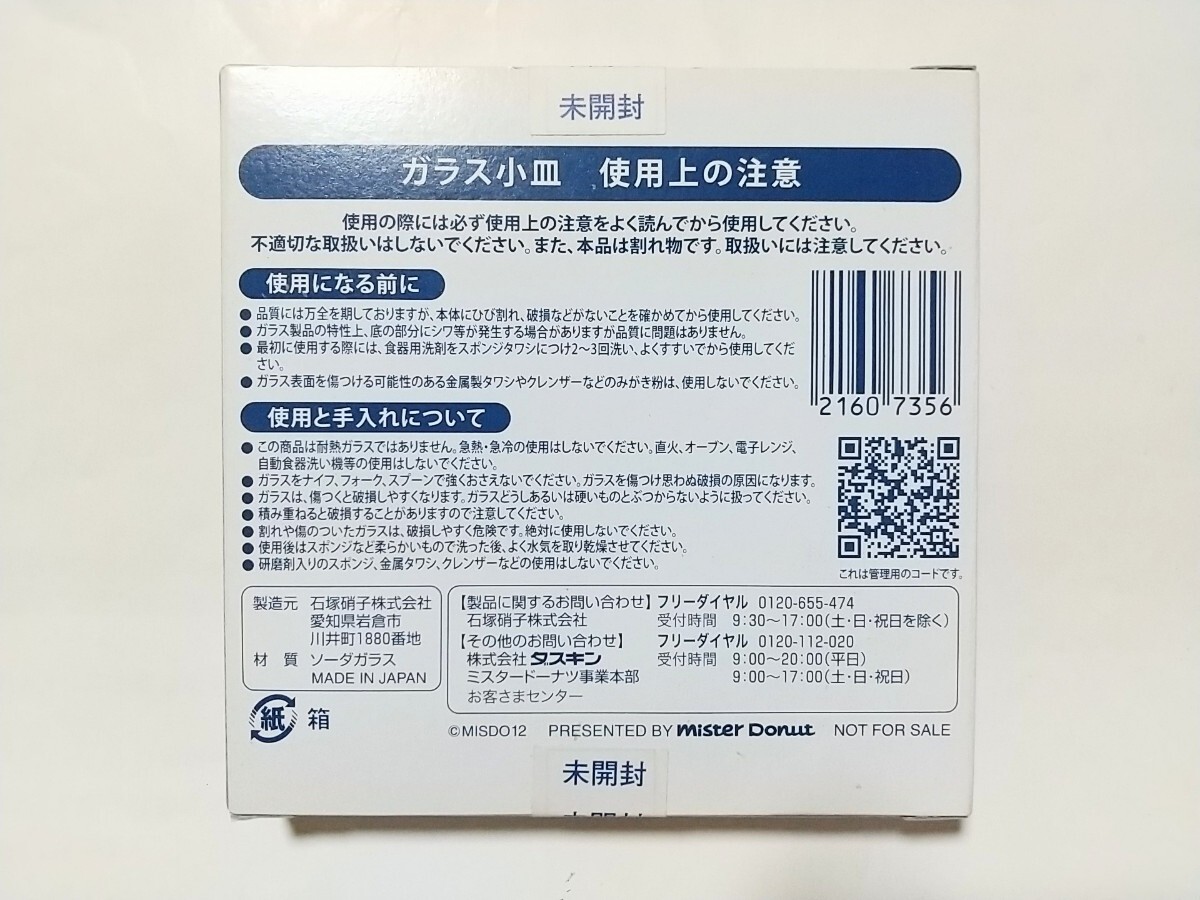 未開封
ガラス小皿 使用上の注意
使用の際には必ず使用上の注意をよく読んでから使用してください。
不適切な取扱いはしないでください。また、本品は割れ物です。取扱いには注意してください。
使用になる前に
● 品質には万全を期しておりますが、本体にひび割れ、破損などがないことを確かめてから使用してください。
● ガラス製品の特性上、底の部分にシワ等が発生する場合がありますが品質に問題はありません。
● 最初に使用する際には、食器用洗剤をスポンジタワシにつけ2〜3回洗い、よくすすいでから使用してくだ
さい。
● ガラス表面を傷つける可能性のある金属製タワシやクレンザーなどのみがき粉は、使用しないでください。
2160 7356
使用と手入れについて
● この商品は耐熱ガラスではありません。急熱・急冷の使用はしないでください。直火、オーブン、電子レンジ、
自動食器洗い機等の使用はしないでください。
● ガラスをナイフ、フォーク、スプーンで強くおさえないでください。ガラスを傷つけ思わぬ破損の原因になります。
● ガラスは、傷つくと破損しやすくなります。ガラスどうしあるいは硬いものとぶつからないように扱ってください。
● 積み重ねると破損することがありますので注意してください。
● 割れや傷のついたガラスは、破損しやすく危険です。絶対に使用しないでください。
● 使用後はスポンジなど柔らかいもので洗った後、よく水気を取り乾燥させてください。
● 研磨剤入りのスポンジ、金属タワシ、クレンザーなどの使用はしないでください。
これは管理用のコードです。
製造元 石塚硝子株式会社
愛知県岩倉市
川井町1880番地
材質 ソーダガラス
MADE IN JAPAN
【製品に関するお問い合わせ】フリーダイヤル 0120-655-474
石塚硝子株式会社 受付時間 9:30〜17:00(土・日・祝日を除く)
【その他のお問い合わせ】 フリーダイヤル 0120-112-020
株式会社ダスキン 受付時間 9:00〜20:00(平日)
ミスタードーナツ事業本部 9:00〜17:00(土・日・祝日)
お客さまセンター
紙 箱
©MISDO12 PRESENTED BY mister Donut NOT FOR SALE
未開封
未開封